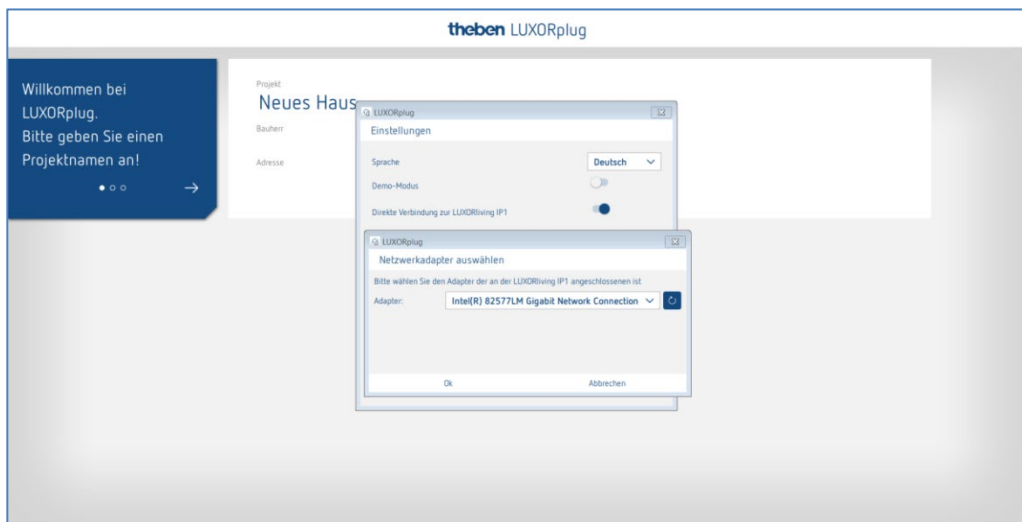 theben LUXORplug
Willkommen bei
LUXORplug.
Bitte geben Sie einen
Projektnamen an!
Projekt
Neues Haus
Bauherr
Adresse
LUXORplug
Einstellungen
Sprache
Deutsch
Demo-Modus
Direkte Verbindung zur LUXORliving IP1
LUXORplug
Netzwerkadapter auswählen
Bitte wählen Sie den Adapter der an der LUXORliving IP1 angeschlossenen ist
Adapter:
Intel(R) 82577LM Gigabit Network Connection
Ok
Abbrechen